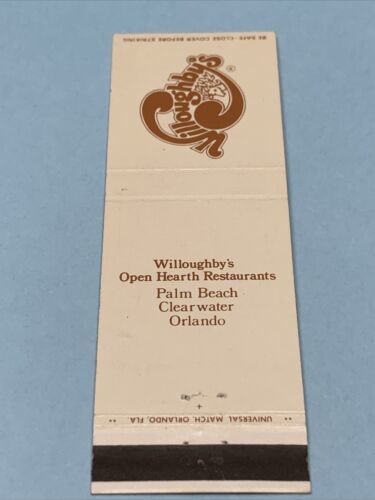 BE SAFE - CLOSE COVER BEFORE STRIKING
Willoughby's ®
Willoughby's
Open Hearth Restaurants
Palm Beach
Clearwater
Orlando
UNIVERSAL MATCH, ORLANDO, FLA